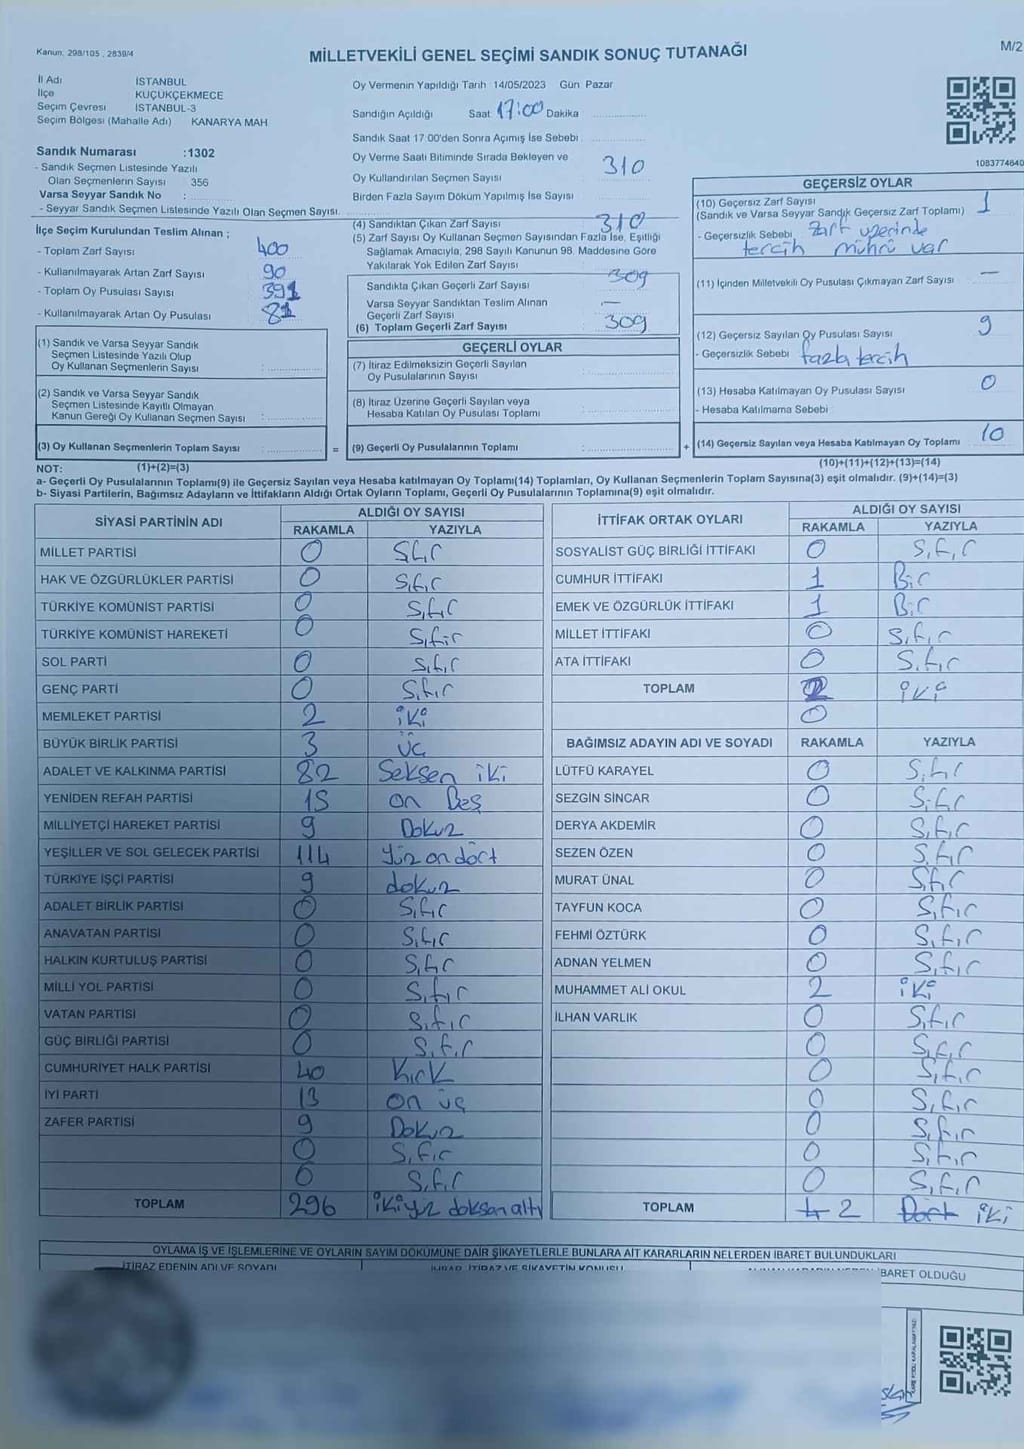 Kanun: 298/105 , 2839/4
MİLLETVEKİLİ GENEL SEÇİMİ SANDIK SONUÇ TUTANAĞI
M/2
İl Adı İSTANBUL
İlçe KÜÇÜKÇEKMECE
Seçim Çevresi İSTANBUL-3
Seçim Bölgesi (Mahalle Adı) KANARYA MAH
Sandık Numarası :1302
- Sandık Seçmen Listesinde Yazılı
Olan Seçmenlerin Sayısı 356
Varsa Seyyar Sandık No :
- Seyyar Sandık Seçmen Listesinde Yazılı Olan Seçmen Sayısı.
İlçe Seçim Kurulundan Teslim Alınan ;
- Toplam Zarf Sayısı 400
- Kullanılmayarak Artan Zarf Sayısı 90
- Toplam Oy Pusulası Sayısı 391
- Kullanılmayarak Artan Oy Pusulası 81
(1) Sandık ve Varsa Seyyar Sandık
Seçmen Listesinde Yazılı Olup
Oy Kullanan Seçmenlerin Sayısı :
(2) Sandık ve Varsa Seyyar Sandık
Seçmen Listesinde Kayıtlı Olmayan
Kanun Gereği Oy Kullanan Seçmen Sayısı :
(3) Oy Kullanan Seçmenlerin Toplam Sayısı : =
Oy Vermenin Yapıldığı Tarih 14/05/2023 Gün Pazar
Sandığın Açıldığı Saat 17:00 Dakika
Sandık Saat 17:00'den Sonra Açımış İse Sebebi
Oy Verme Saati Bitiminde Sırada Bekleyen ve
Oy Kullandırılan Seçmen Sayısı 310
Birden Fazla Sayım Döküm Yapılmış İse Sayısı
(4) Sandıktan Çıkan Zarf Sayısı 310
(5) Zarf Sayısı Oy Kullanan Seçmen Sayısından Fazla İse, Eşitliği
Sağlamak Amacıyla, 298 Sayılı Kanunun 98. Maddesine Göre
Yakılarak Yok Edilen Zarf Sayısı
Sandıkta Çıkan Geçerli Zarf Sayısı 309
Varsa Seyyar Sandıktan Teslim Alınan
Geçerli Zarf Sayısı —
(6) Toplam Geçerli Zarf Sayısı 309
GEÇERLİ OYLAR
(7) İtiraz Edilmeksizin Geçerli Sayılan
Oy Pusulalarının Sayısı :
(8) İtiraz Üzerine Geçerli Sayılan veya
Hesaba Katılan Oy Pusulası Toplamı :
(9) Geçerli Oy Pusulalarının Toplamı : +
1083774640
GEÇERSİZ OYLAR
(10) Geçersiz Zarf Sayısı
(Sandık ve Varsa Seyyar Sandık Geçersiz Zarf Toplamı) 1
- Geçersizlik Sebebi Zarf üzerinde
tercih mührü var
(11) İçinden Milletvekili Oy Pusulası Çıkmayan Zarf Sayısı —
(12) Geçersiz Sayılan Oy Pusulası Sayısı 9
- Geçersizlik Sebebi fazla tercih
(13) Hesaba Katılmayan Oy Pusulası Sayısı 0
- Hesaba Katılmama Sebebi
(14) Geçersiz Sayılan veya Hesaba Katılmayan Oy Toplamı 10
NOT: (1)+(2)=(3) (10)+(11)+(12)+(13)=(14)
a- Geçerli Oy Pusulalarının Toplamı(9) ile Geçersiz Sayılan veya Hesaba katılmayan Oy Toplamı(14) Toplamları, Oy Kullanan Seçmenlerin Toplam Sayısına(3) eşit olmalıdır. (9)+(14)=(3)
b- Siyasi Partilerin, Bağımsız Adayların ve İttifakların Aldığı Ortak Oyların Toplamı, Geçerli Oy Pusulalarının Toplamına(9) eşit olmalıdır.
SİYASİ PARTİNİN ADI ALDIĞI OY SAYISI
RAKAMLA YAZIYLA
MİLLET PARTİSİ 0 Sıfır
HAK VE ÖZGÜRLÜKLER PARTİSİ 0 Sıfır
TÜRKİYE KOMÜNİST PARTİSİ 0 Sıfır
TÜRKİYE KOMÜNİST HAREKETİ 0 Sıfır
SOL PARTİ 0 Sıfır
GENÇ PARTİ 0 Sıfır
MEMLEKET PARTİSİ 2 iki
BÜYÜK BİRLİK PARTİSİ 3 üç
ADALET VE KALKINMA PARTİSİ 82 Seksen iki
YENİDEN REFAH PARTİSİ 15 on Beş
MİLLİYETÇİ HAREKET PARTİSİ 9 Dokuz
YEŞİLLER VE SOL GELECEK PARTİSİ 114 Yüz on dört
TÜRKİYE İŞÇİ PARTİSİ 9 dokuz
ADALET BİRLİK PARTİSİ 0 Sıfır
ANAVATAN PARTİSİ 0 Sıfır
HALKIN KURTULUŞ PARTİSİ 0 Sıfır
MİLLİ YOL PARTİSİ 0 Sıfır
VATAN PARTİSİ 0 Sıfır
GÜÇ BİRLİĞİ PARTİSİ 0 Sıfır
CUMHURİYET HALK PARTİSİ 40 Kırk
İYİ PARTİ 13 on üç
ZAFER PARTİSİ 9 Dokuz
0 Sıfır
0 Sıfır
TOPLAM 296 ikiyüz doksan altı
İTTİFAK ORTAK OYLARI ALDIĞI OY SAYISI
RAKAMLA YAZIYLA
SOSYALİST GÜÇ BİRLİĞİ İTTİFAKI 0 Sıfır
CUMHUR İTTİFAKI 1 Bir
EMEK VE ÖZGÜRLÜK İTTİFAKI 1 Bir
MİLLET İTTİFAKI 0 Sıfır
ATA İTTİFAKI 0 Sıfır
TOPLAM 2 iki
0
BAĞIMSIZ ADAYIN ADI VE SOYADI RAKAMLA YAZIYLA
LÜTFÜ KARAYEL 0 Sıfır
SEZGİN SİNCAR 0 Sıfır
DERYA AKDEMİR 0 Sıfır
SEZEN ÖZEN 0 Sıfır
MURAT ÜNAL 0 Sıfır
TAYFUN KOCA 0 Sıfır
FEHMİ ÖZTÜRK 0 Sıfır
ADNAN YELMEN 0 Sıfır
MUHAMMET ALİ OKUL 2 iki
İLHAN VARLIK 0 Sıfır
0 Sıfır
0 Sıfır
0 Sıfır
0 Sıfır
0 Sıfır
0 Sıfır
TOPLAM 4 2 Dört iki
OYLAMA İŞ VE İŞLEMLERİNE VE OYLARIN SAYIM DÖKÜMÜNE DAİR ŞİKAYETLERLE BUNLARA AİT KARARLARIN NELERDEN İBARET BULUNDUKLARI
İTİRAZ EDENİN ADI VE SOYADI İHBAR, İTİRAZ VE ŞİKAYETİN KONUSU İBARET OLDUĞU